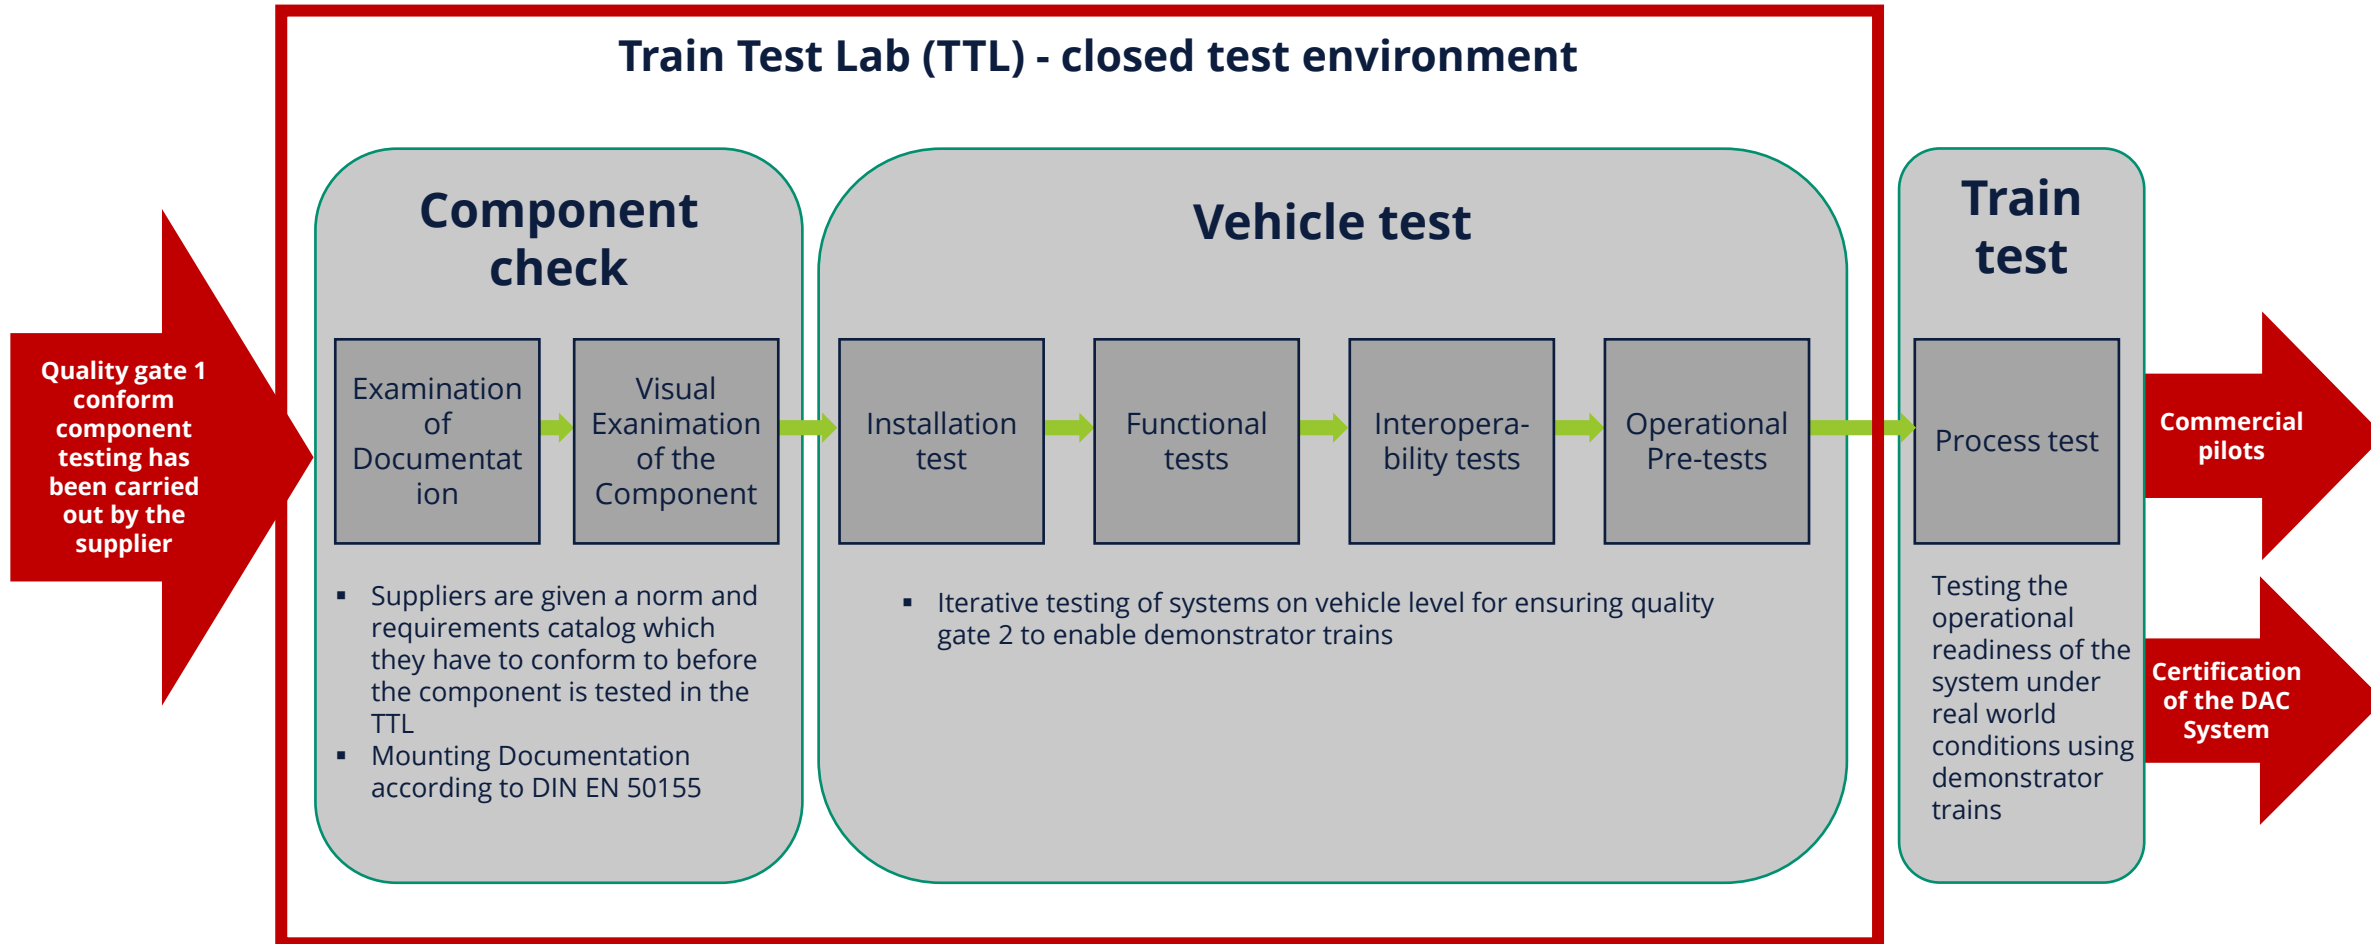 Train Test Lab (TTL) - closed test environment
Quality gate 1
conform
component
testing has
been carried
out by the
supplier
Component
check
Examination
of
Documentat
ion
Visual
Exanimation
of the
Component
▪ Suppliers are given a norm and
requirements catalog which
they have to conform to before
the component is tested in the
TTL
▪ Mounting Documentation
according to DIN EN 50155
Vehicle test
Installation
test
Functional
tests
Interopera-
bility tests
Operational
Pre-tests
▪ Iterative testing of systems on vehicle level for ensuring quality
gate 2 to enable demonstrator trains
Train
test
Process test
Testing the
operational
readiness of the
system under
real world
conditions using
demonstrator
trains
Commercial
pilots
Certification
of the DAC
System